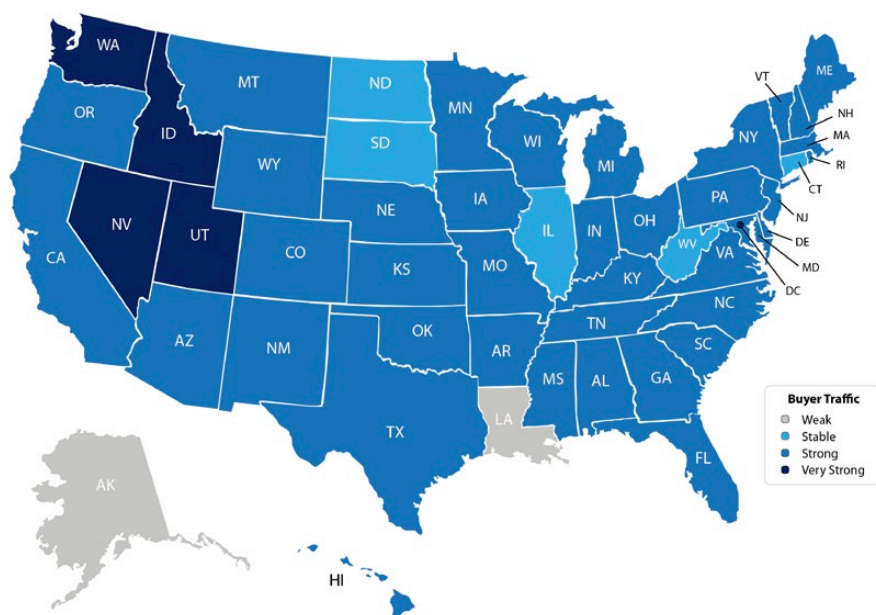 WA
MT
ND
MN
VT
ME
OR
ID
SD
WI
MI
NY
NH
MA
RI
WY
IA
PA
CT
NE
NJ
NV
UT
IL
IN
OH
DE
CA
CO
WV
VA
MD
KS
MO
KY
DC
NC
TN
AZ
NM
OK
AR
SC
MS
AL
GA
TX
LA
FL
Buyer Traffic
Weak
Stable
Strong
Very Strong
AK
HI